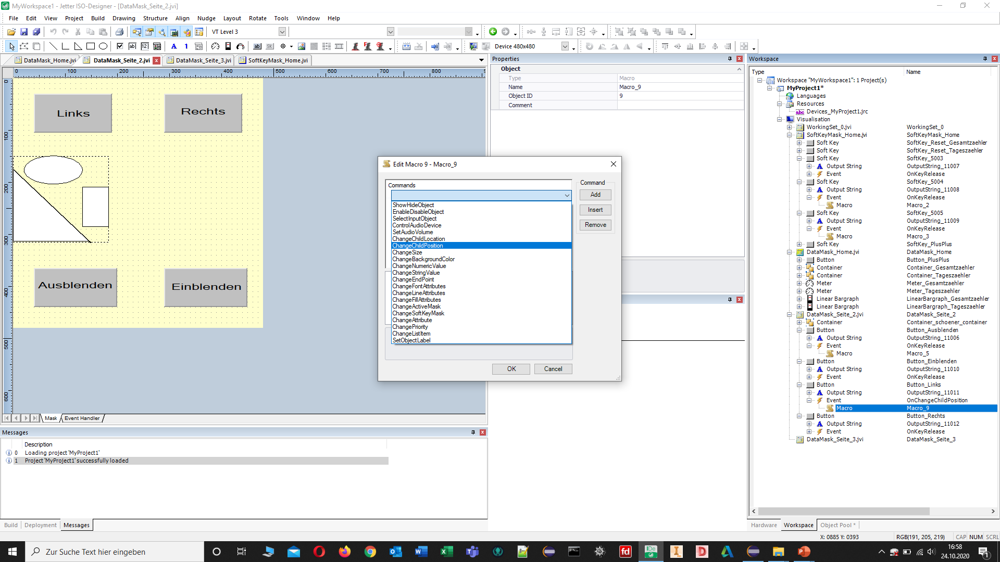 MyWorkspace1 - Jetter ISO-Designer - [DataMask_Seite_2.jvi]
File Edit View Project Build Drawing Structure Align Nudge Layout Rotate Tools Window Help
VT Level 3
Device 480x480
DataMask_Home.jvi DataMask_Seite_2.jvi DataMask_Seite_3.jvi SoftKeyMask_Home.jvi
0 100 200 300 400 500 600 700 800
0
100
200
300
400
500
600
Links
Rechts
Ausblenden
Einblenden
Mask Event Handler
Properties
Object
Type Macro
Name Macro_9
Object ID 9
Comment
Edit Macro 9 - Macro_9
Commands
ShowHideObject
EnableDisableObject
SelectInputObject
ControlAudioDevice
SetAudioVolume
ChangeChildLocation
ChangeChildPosition
ChangeSize
ChangeBackgroundColor
ChangeNumericValue
ChangeStringValue
ChangeEndPoint
ChangeFontAttributes
ChangeLineAttributes
ChangeFillAttributes
ChangeActiveMask
ChangeSoftKeyMask
ChangeAttribute
ChangePriority
ChangeListItem
SetObjectLabel
Command
Add
Insert
Remove
OK Cancel
Workspace
Type Name
Workspace "MyWorkspace1": 1 Project(s)
MyProject1*
Languages
Resources
abc Devices_MyProject1.jrc
Visualisation
WorkingSet_0.jvi WorkingSet_0
SoftKeyMask_Home.jvi SoftKeyMask_Home
Soft Key SoftKey_Reset_Gesamtzaehler
Soft Key SoftKey_Reset_Tageszaehler
Soft Key SoftKey_5003
Output String OutputString_11007
Event OnKeyRelease
Soft Key SoftKey_5004
Output String OutputString_11008
Event OnKeyRelease
Macro Macro_2
Soft Key SoftKey_5005
Output String OutputString_11009
Event OnKeyRelease
Macro Macro_3
Soft Key SoftKey_PlusPlus
DataMask_Home.jvi DataMask_Home
Button Button_PlusPlus
Container Container_Gesamtzaehler
Container Container_Tageszaehler
Meter Meter_Gesamtzaehler
Meter Meter_Tageszaehler
Linear Bargraph LinearBargraph_Gesamtzaehler
Linear Bargraph LinearBargraph_Tageszaehler
DataMask_Seite_2.jvi DataMask_Seite_2
Container Container_schoener_container
Button Button_Ausblenden
Output String OutputString_11006
Event OnKeyRelease
Macro Macro_5
Button Button_Einblenden
Output String OutputString_11010
Event OnKeyRelease
Button Button_Links
Output String OutputString_11011
Event OnChangeChildPosition
Macro Macro_9
Button Button_Rechts
Output String OutputString_11012
Event OnKeyRelease
DataMask_Seite_3.jvi DataMask_Seite_3
Hardware Workspace Object Pool *
Messages
Description
0 Loading project 'MyProject1'
1 Project 'MyProject1' successfully loaded
Build Deployment Messages
X: 0885 Y: 0393 RGB(191, 205, 219) CAP NUM SCRL
Zur Suche Text hier eingeben
16:58
24.10.2020